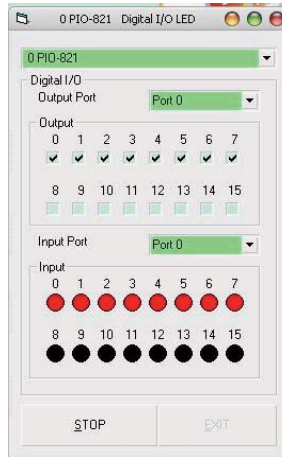 0 PIO-821 Digital I/O LED
0 PIO-821
Digital I/O
Output Port Port 0
Output
0 1 2 3 4 5 6 7
8 9 10 11 12 13 14 15
Input Port Port 0
Input
0 1 2 3 4 5 6 7
8 9 10 11 12 13 14 15
STOP EXIT